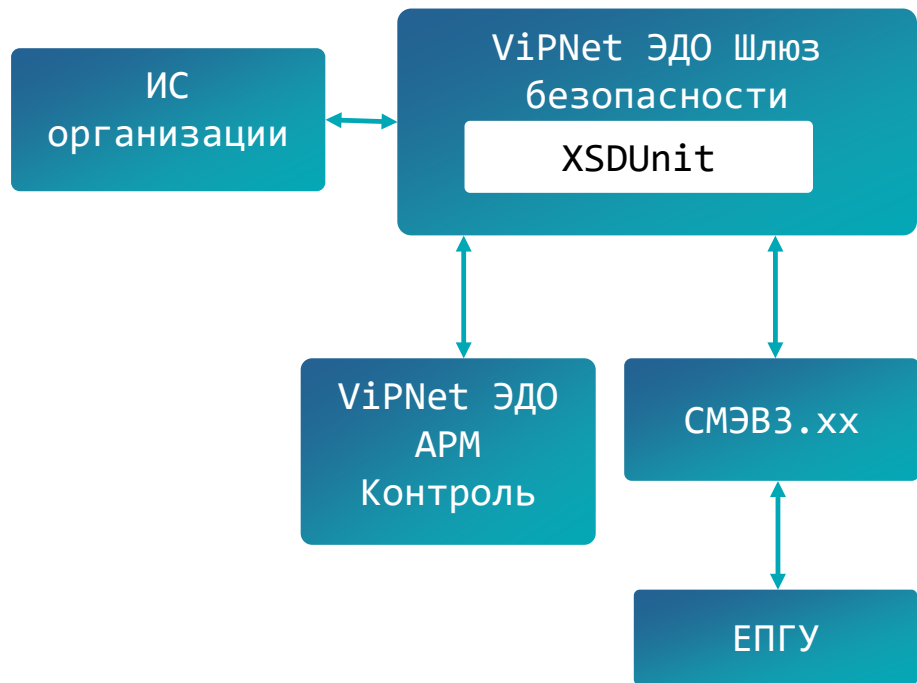 ИС
организации
ViPNet ЭДО Шлюз
безопасности
XSDUnit
ViPNet ЭДО
АРМ
Контроль
СМЭВ3.xx
ЕПГУ